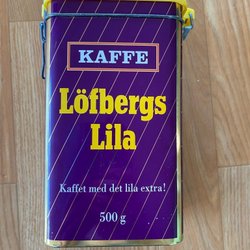 KAFFE
Löfbergs
Lila
Kaffet med det lila extra!
500 g